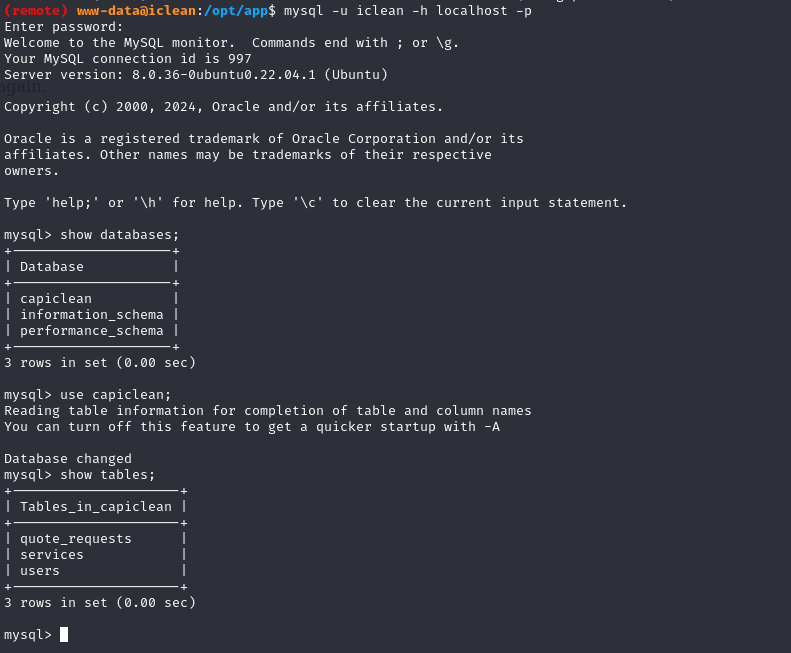 (remote) www-data@iclean:/opt/app$ mysql -u iclean -h localhost -p
Enter password:
Welcome to the MySQL monitor.  Commands end with ; or \g.
Your MySQL connection id is 997
Server version: 8.0.36-0ubuntu0.22.04.1 (Ubuntu)
again.
Copyright (c) 2000, 2024, Oracle and/or its affiliates.
Oracle is a registered trademark of Oracle Corporation and/or its
affiliates. Other names may be trademarks of their respective
owners.
Type 'help;' or '\h' for help. Type '\c' to clear the current input statement.
mysql> show databases;
+--------------------+
| Database           |
+--------------------+
| capiclean          |
| information_schema |
| performance_schema |
+--------------------+
3 rows in set (0.00 sec)
mysql> use capiclean;
Reading table information for completion of table and column names
You can turn off this feature to get a quicker startup with -A
Database changed
mysql> show tables;
+---------------------+
| Tables_in_capiclean |
+---------------------+
| quote_requests      |
| services            |
| users               |
+---------------------+
3 rows in set (0.00 sec)
mysql>